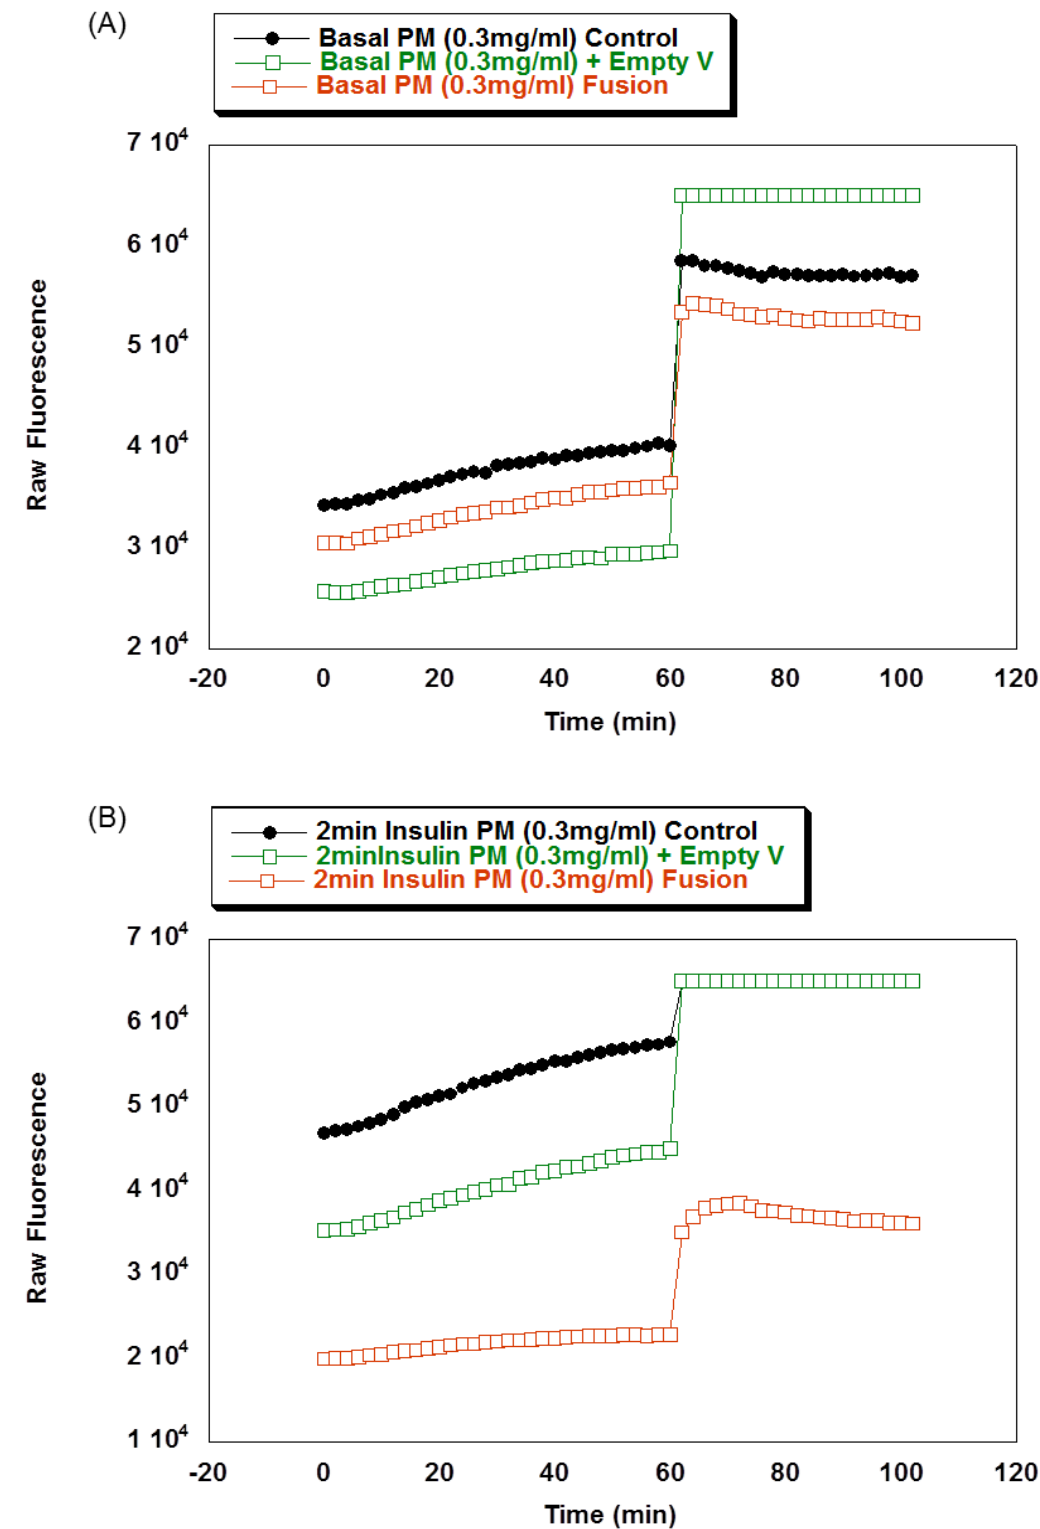 (A)
Basal PM (0.3mg/ml) Control
Basal PM (0.3mg/ml) + Empty V
Basal PM (0.3mg/ml) Fusion
7 10⁴
6 10⁴
5 10⁴
4 10⁴
3 10⁴
2 10⁴
Raw Fluorescence
-20 0 20 40 60 80 100 120
Time (min)
(B)
2min Insulin PM (0.3mg/ml) Control
2minInsulin PM (0.3mg/ml) + Empty V
2min Insulin PM (0.3mg/ml) Fusion
7 10⁴
6 10⁴
5 10⁴
4 10⁴
3 10⁴
2 10⁴
1 10⁴
Raw Fluorescence
-20 0 20 40 60 80 100 120
Time (min)